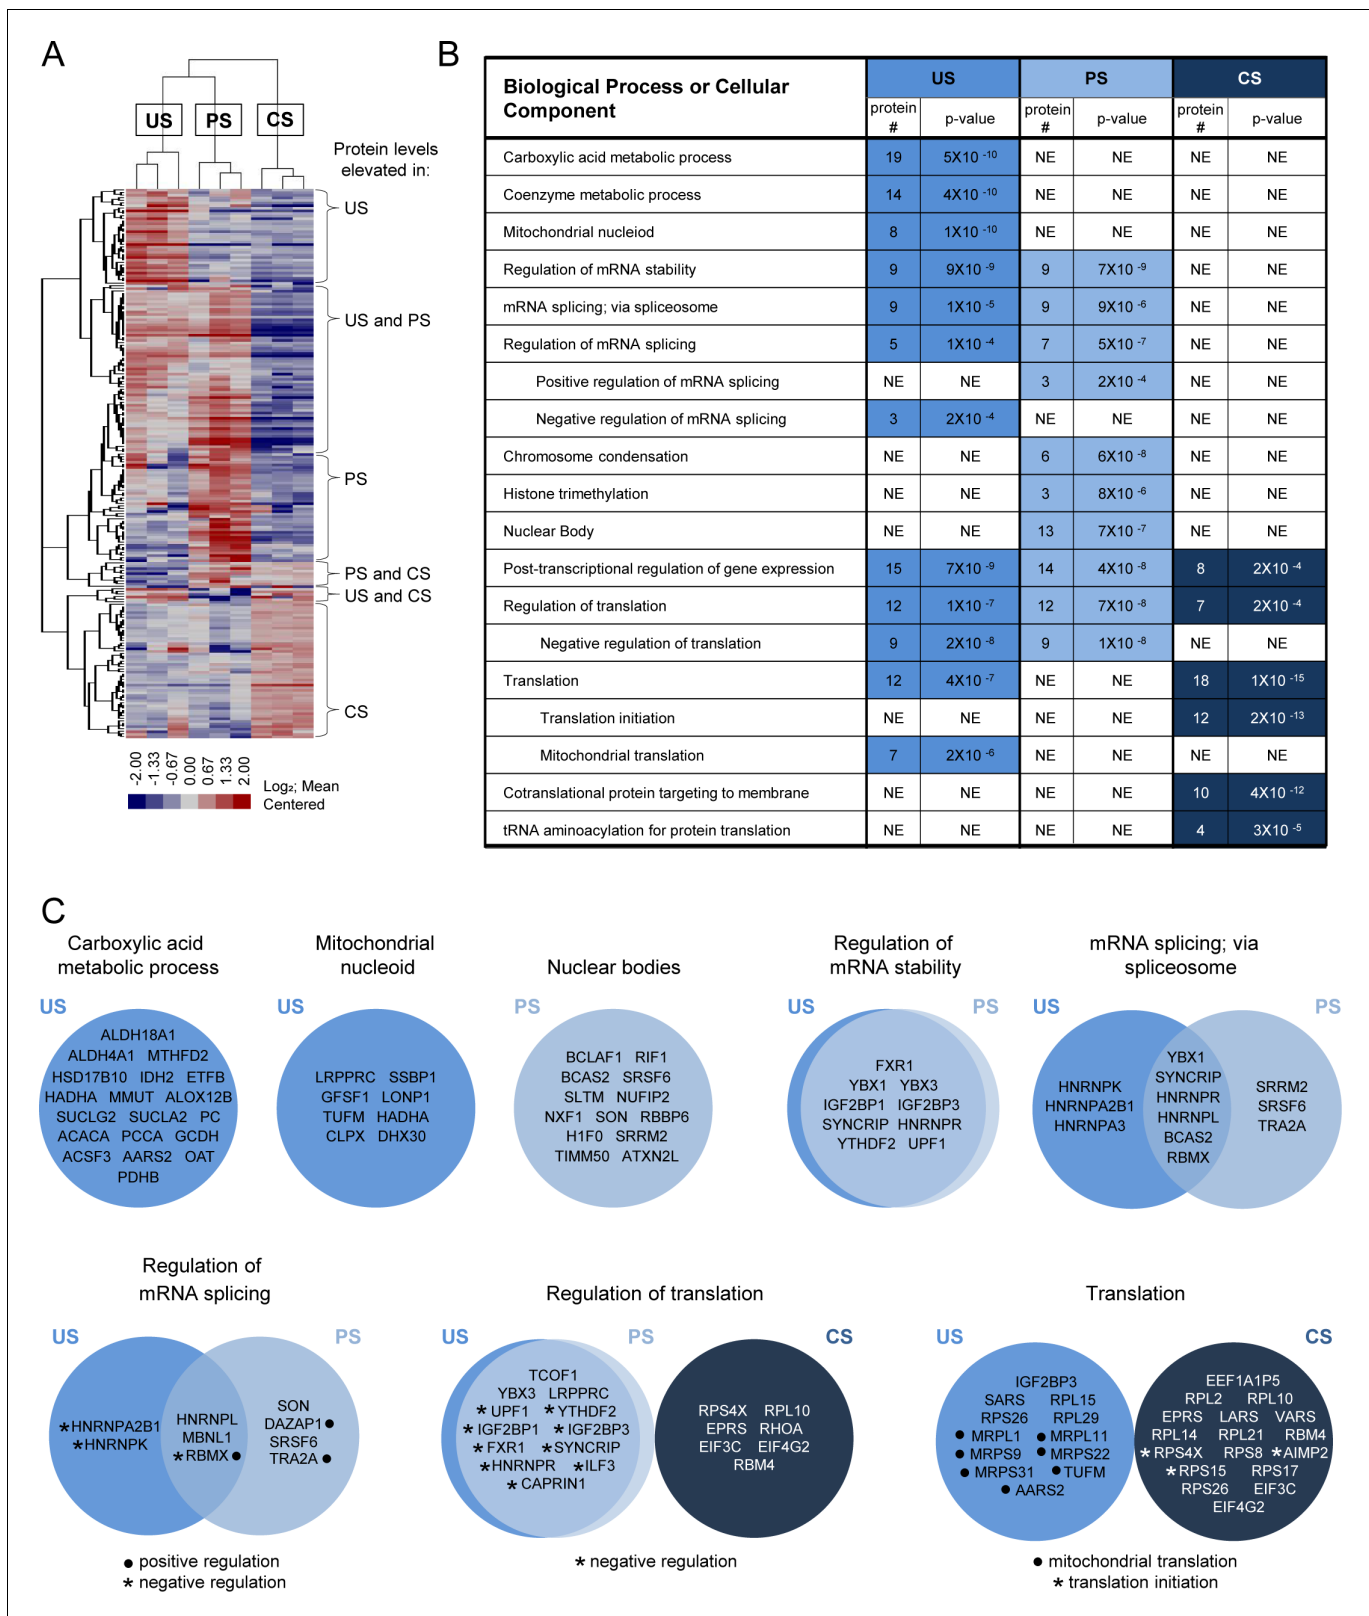 A
US PS CS
Protein levels
elevated in:
US
US and PS
PS
PS and CS
US and CS
CS
-2.00
-1.33
-0.67
0.00
0.67
1.33
2.00
Log₂; Mean
Centered
B
Biological Process or Cellular Component US PS CS
protein # p-value protein # p-value protein # p-value
Carboxylic acid metabolic process 19 5X10 -10 NE NE NE NE
Coenzyme metabolic process 14 4X10 -10 NE NE NE NE
Mitochondrial nucleiod 8 1X10 -10 NE NE NE NE
Regulation of mRNA stability 9 9X10 -9 9 7X10 -9 NE NE
mRNA splicing; via spliceosome 9 1X10 -5 9 9X10 -6 NE NE
Regulation of mRNA splicing 5 1X10 -4 7 5X10 -7 NE NE
Positive regulation of mRNA splicing NE NE 3 2X10 -4 NE NE
Negative regulation of mRNA splicing 3 2X10 -4 NE NE NE NE
Chromosome condensation NE NE 6 6X10 -8 NE NE
Histone trimethylation NE NE 3 8X10 -6 NE NE
Nuclear Body NE NE 13 7X10 -7 NE NE
Post-transcriptional regulation of gene expression 15 7X10 -9 14 4X10 -8 8 2X10 -4
Regulation of translation 12 1X10 -7 12 7X10 -8 7 2X10 -4
Negative regulation of translation 9 2X10 -8 9 1X10 -8 NE NE
Translation 12 4X10 -7 NE NE 18 1X10 -15
Translation initiation NE NE NE NE 12 2X10 -13
Mitochondrial translation 7 2X10 -6 NE NE NE NE
Cotranslational protein targeting to membrane NE NE NE NE 10 4X10 -12
tRNA aminoacylation for protein translation NE NE NE NE 4 3X10 -5
C
Carboxylic acid
metabolic process
US
ALDH18A1
ALDH4A1 MTHFD2
HSD17B10 IDH2 ETFB
HADHA MMUT ALOX12B
SUCLG2 SUCLA2 PC
ACACA PCCA GCDH
ACSF3 AARS2 OAT
PDHB
Mitochondrial
nucleoid
US
LRPPRC SSBP1
GFSF1 LONP1
TUFM HADHA
CLPX DHX30
Nuclear bodies
PS
BCLAF1 RIF1
BCAS2 SRSF6
SLTM NUFIP2
NXF1 SON RBBP6
H1F0 SRRM2
TIMM50 ATXN2L
Regulation of
mRNA stability
US PS
FXR1
YBX1 YBX3
IGF2BP1 IGF2BP3
SYNCRIP HNRNPR
YTHDF2 UPF1
mRNA splicing; via
spliceosome
US PS
HNRNPK
HNRNPA2B1
HNRNPA3
YBX1
SYNCRIP
HNRNPR
HNRNPL
BCAS2
RBMX
SRRM2
SRSF6
TRA2A
Regulation of
mRNA splicing
US PS
*HNRNPA2B1
*HNRNPK
HNRNPL
MBNL1
*RBMX ●
SON
DAZAP1 ●
SRSF6
TRA2A ●
● positive regulation
* negative regulation
Regulation of translation
US PS CS
TCOF1
YBX3 LRPPRC
*UPF1 *YTHDF2
*IGF2BP1 *IGF2BP3
*FXR1 *SYNCRIP
*HNRNPR *ILF3
*CAPRIN1
RPS4X RPL10
EPRS RHOA
EIF3C EIF4G2
RBM4
* negative regulation
Translation
US CS
IGF2BP3
SARS RPL15
RPS26 RPL29
● MRPL1 ● MRPL11
● MRPS9 ● MRPS22
● MRPS31 ● TUFM
● AARS2
EEF1A1P5
RPL2 RPL10
EPRS LARS VARS
RPL14 RPL21 RBM4
*RPS4X RPS8 *AIMP2
*RPS15 RPS17
RPS26 EIF3C
EIF4G2
● mitochondrial translation
* translation initiation